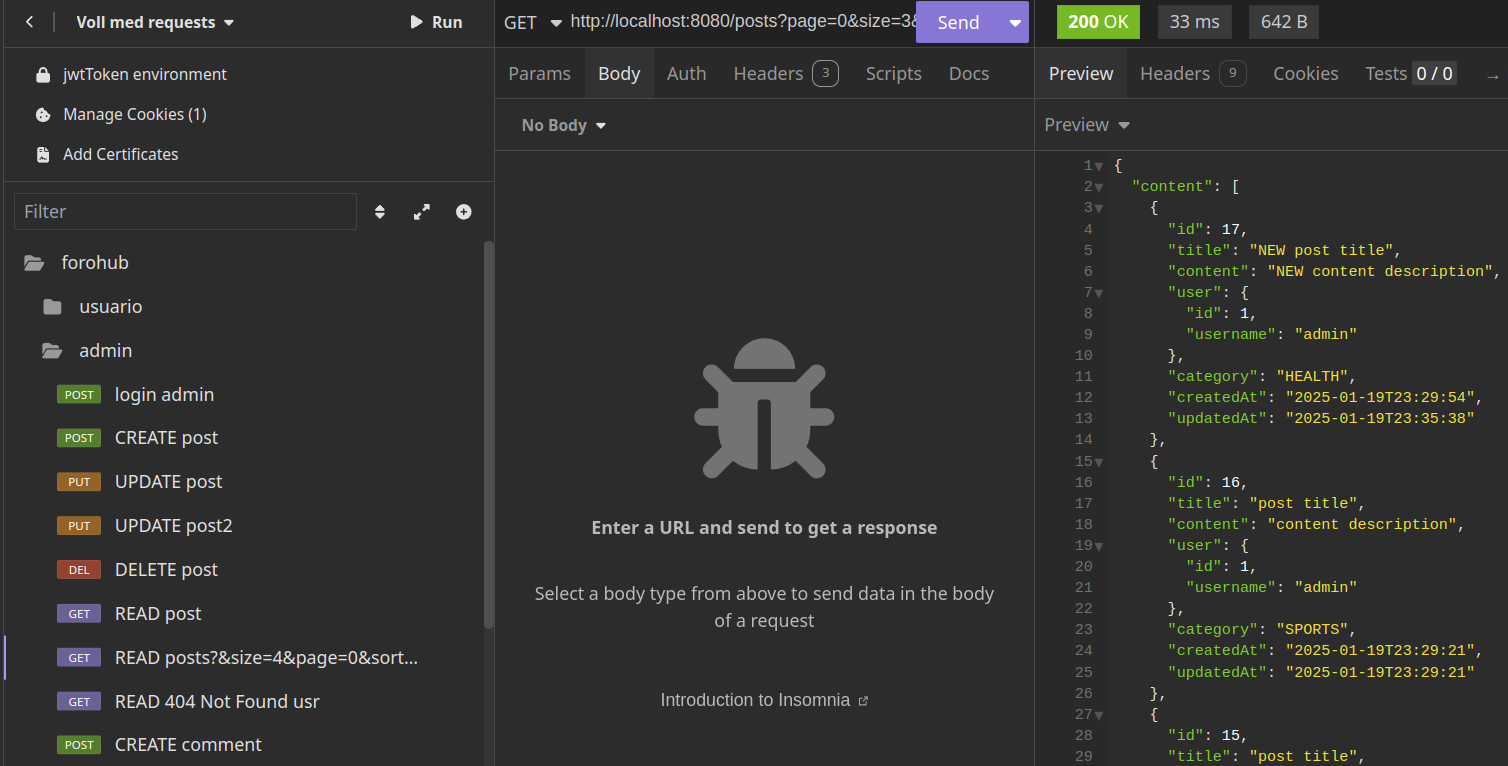 Voll med requests
Run
jwtToken environment
Manage Cookies (1)
Add Certificates
Filter
forohub
usuario
admin
POST login admin
POST CREATE post
PUT UPDATE post
PUT UPDATE post2
DEL DELETE post
GET READ post
GET READ posts?&size=4&page=0&sort...
GET READ 404 Not Found usr
POST CREATE comment
GET http://localhost:8080/posts?page=0&size=3& Send
Params Body Auth Headers 3 Scripts Docs
No Body
Enter a URL and send to get a response
Select a body type from above to send data in the body
of a request
Introduction to Insomnia
200 OK 33 ms 642 B
Preview Headers 9 Cookies Tests 0 / 0 →
Preview
1 {
2 "content": [
3 {
4 "id": 17,
5 "title": "NEW post title",
6 "content": "NEW content description",
7 "user": {
8 "id": 1,
9 "username": "admin"
10 },
11 "category": "HEALTH",
12 "createdAt": "2025-01-19T23:29:54",
13 "updatedAt": "2025-01-19T23:35:38"
14 },
15 {
16 "id": 16,
17 "title": "post title",
18 "content": "content description",
19 "user": {
20 "id": 1,
21 "username": "admin"
22 },
23 "category": "SPORTS",
24 "createdAt": "2025-01-19T23:29:21",
25 "updatedAt": "2025-01-19T23:29:21"
26 },
27 {
28 "id": 15,
29 "title": "post title",